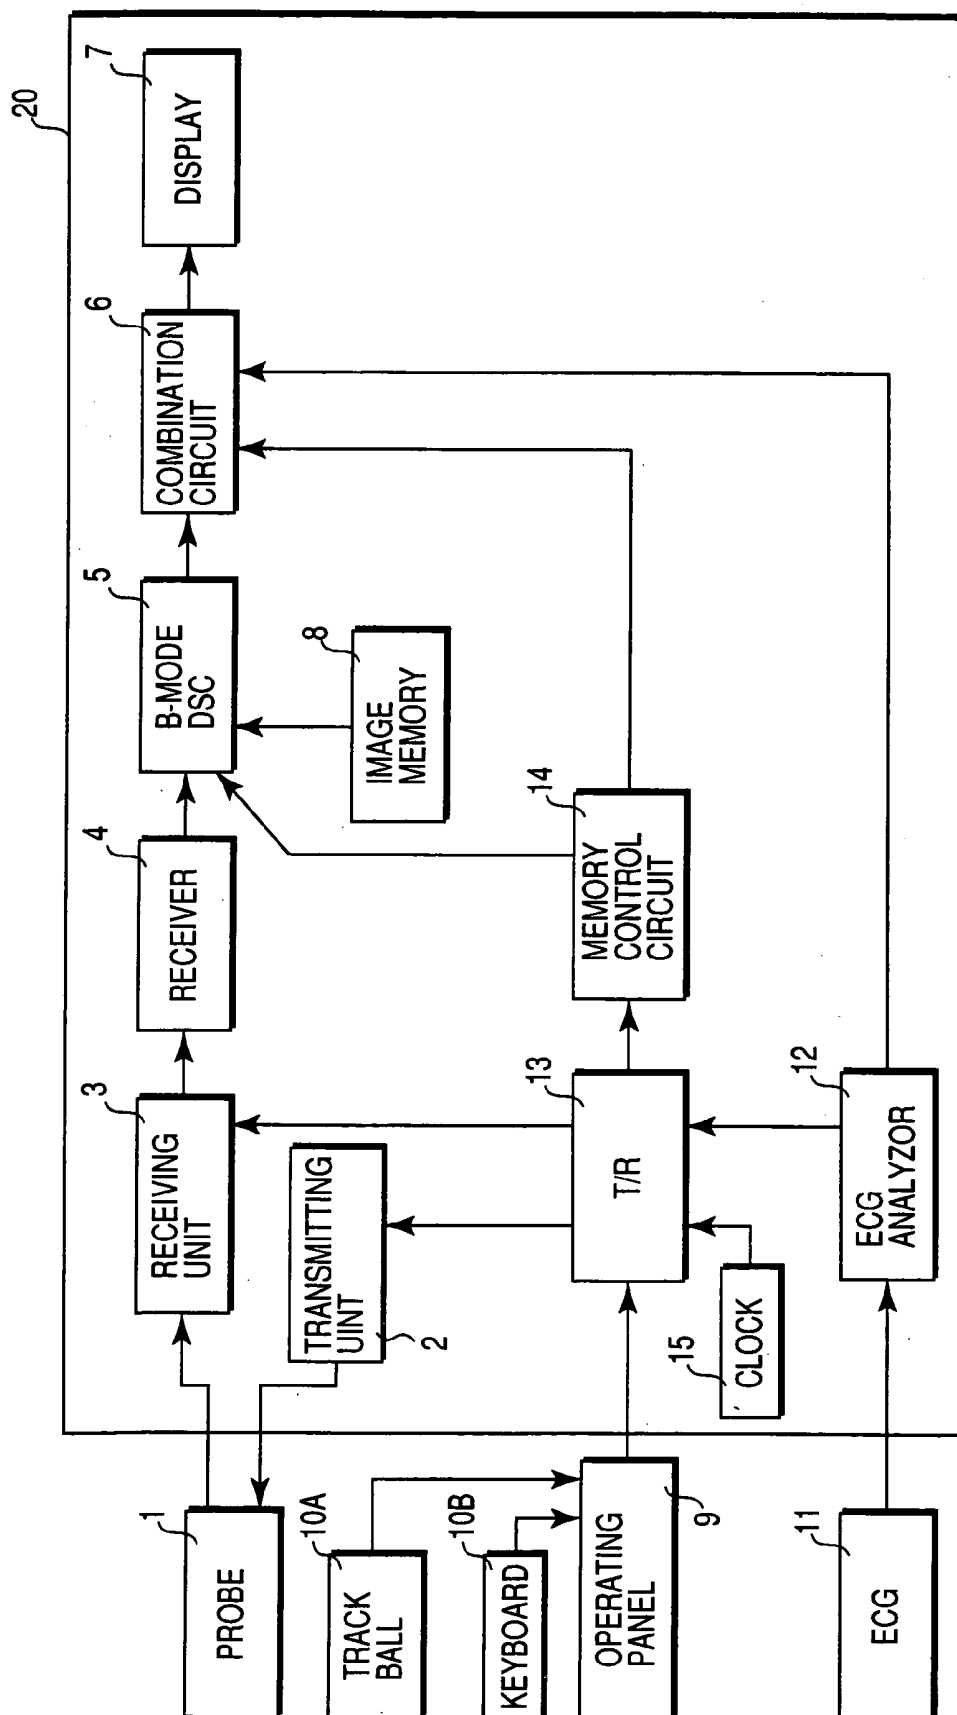 20
7
DISPLAY
6
COMBINATION
CIRCUIT
5
B-MODE
DSC
8
IMAGE
MEMORY
4
RECEIVER
14
MEMORY
CONTROL
CIRCUIT
3
RECEIVING
UNIT
TRANSMITTING
UINT
2
13
T/R
12
ECG
ANALYZOR
15
CLOCK
1
PROBE
10A
TRACK
BALL
10B
KEYBOARD
OPERATING
PANEL
9
11
ECG